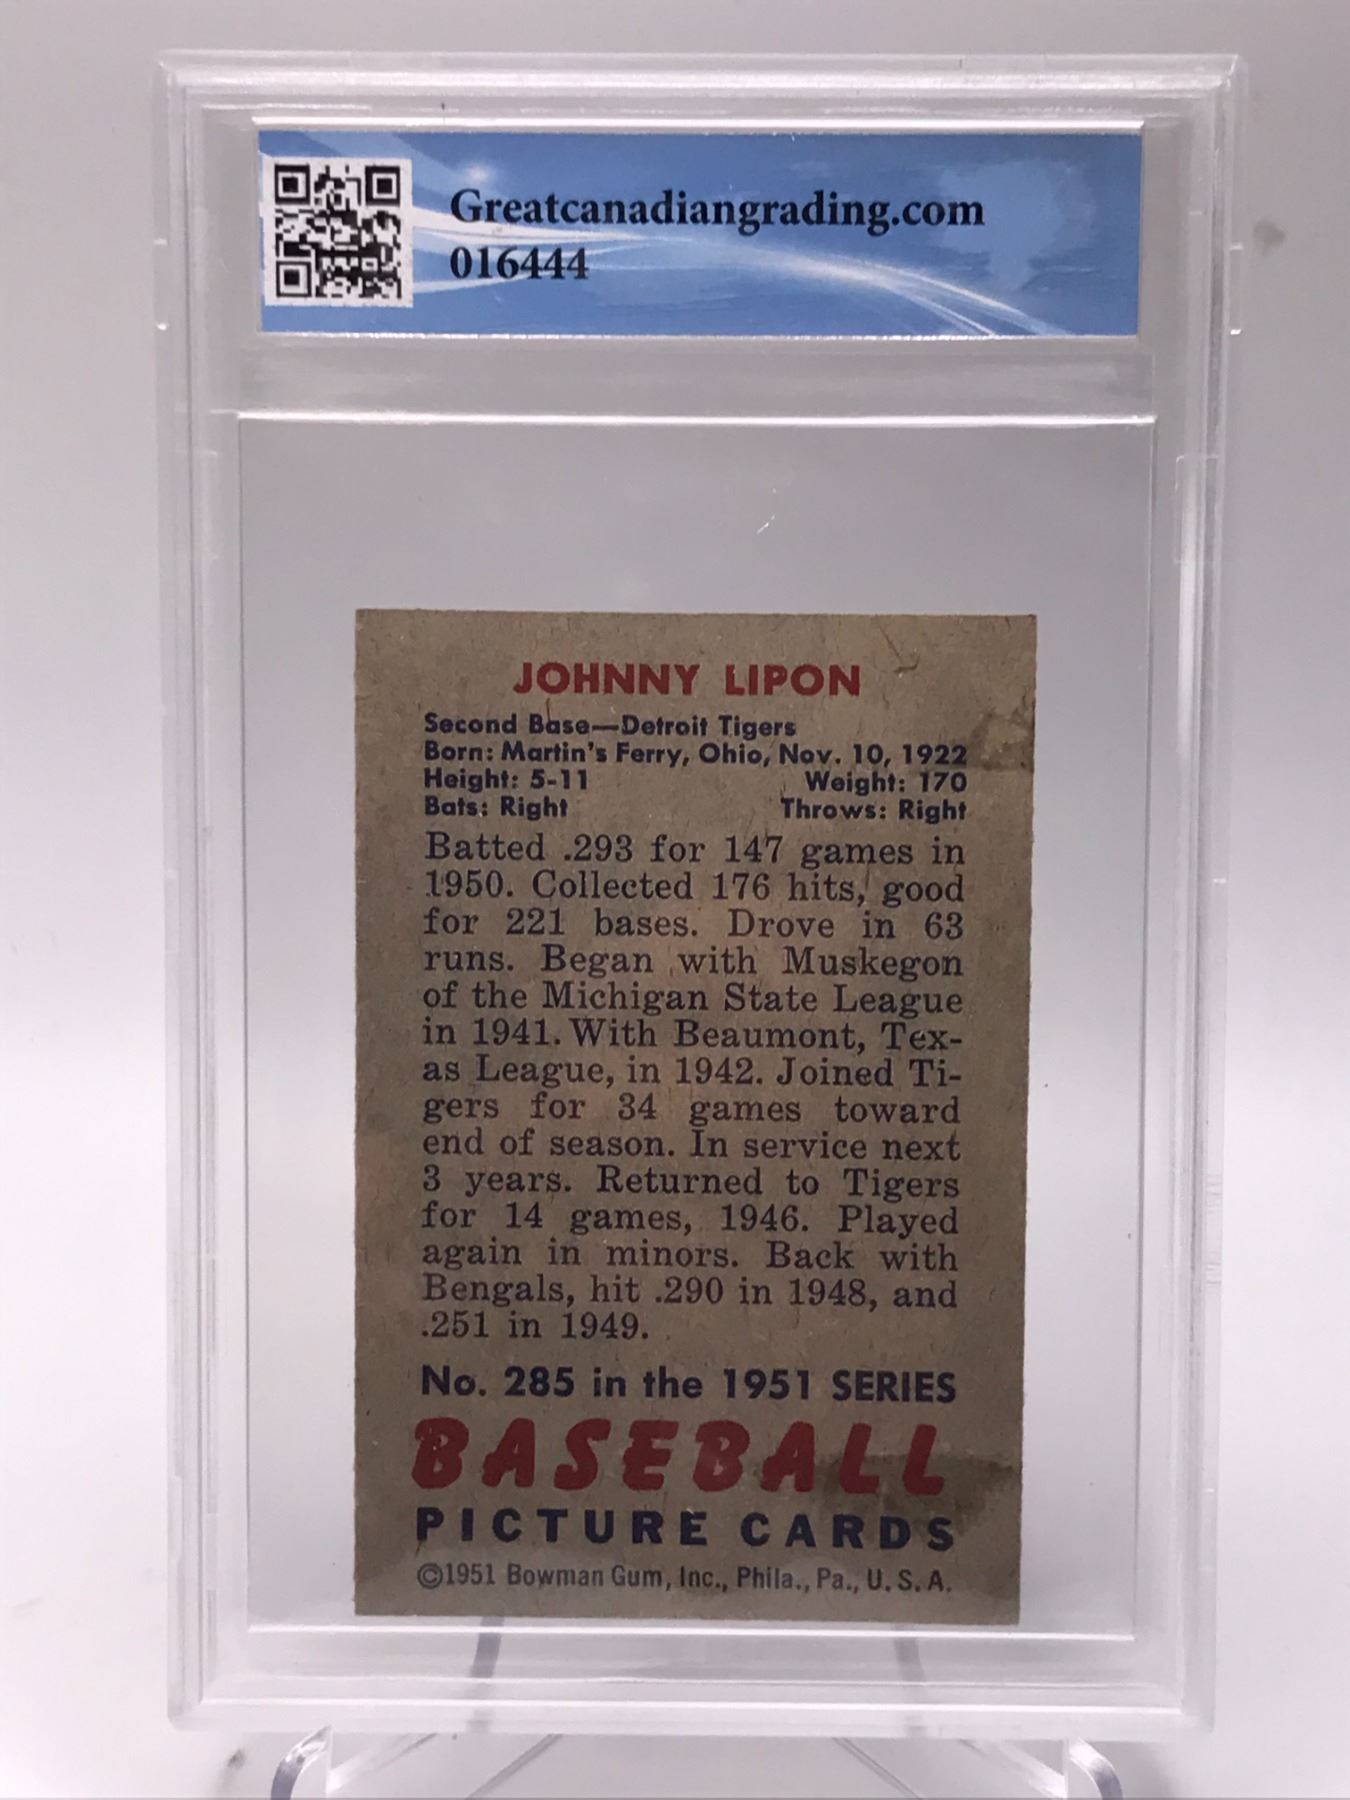 Greatcanadiangrading.com
016444
JOHNNY LIPON
Second Base—Detroit Tigers
Born: Martin's Ferry, Ohio, Nov. 10, 1922
Height: 5-11 Weight: 170
Bats: Right Throws: Right
Batted .293 for 147 games in
1950. Collected 176 hits, good
for 221 bases. Drove in 63
runs. Began with Muskegon
of the Michigan State League
in 1941. With Beaumont, Tex-
as League, in 1942. Joined Ti-
gers for 34 games toward
end of season. In service next
3 years. Returned to Tigers
for 14 games, 1946. Played
again in minors. Back with
Bengals, hit .290 in 1948, and
.251 in 1949.
No. 285 in the 1951 SERIES
BASEBALL
PICTURE CARDS
©1951 Bowman Gum, Inc., Phila., Pa., U. S. A.